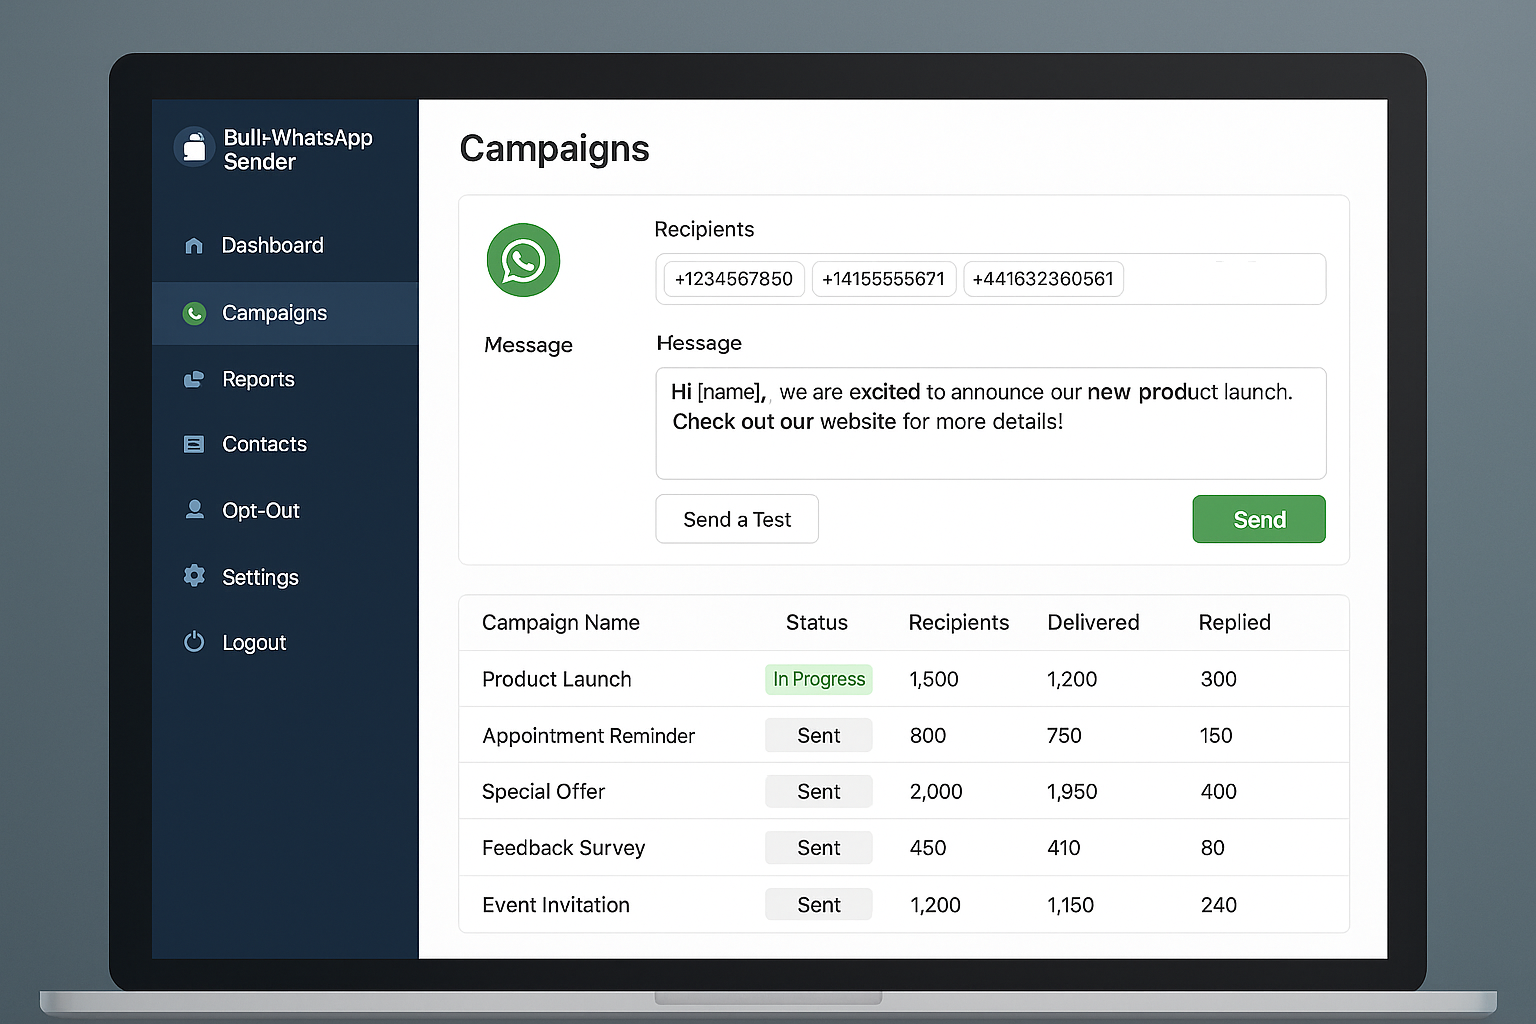 Bull-WhatsApp
Sender
Dashboard
Campaigns
Reports
Contacts
Opt-Out
Settings
Logout
Campaigns
Recipients
+1234567850 +14155555671 +441632360561
Message
Hessage
Hi [name], we are excited to announce our new product launch.
Check out our website for more details!
Send a Test
Send
Campaign Name Status Recipients Delivered Replied
Product Launch In Progress 1,500 1,200 300
Appointment Reminder Sent 800 750 150
Special Offer Sent 2,000 1,950 400
Feedback Survey Sent 450 410 80
Event Invitation Sent 1,200 1,150 240